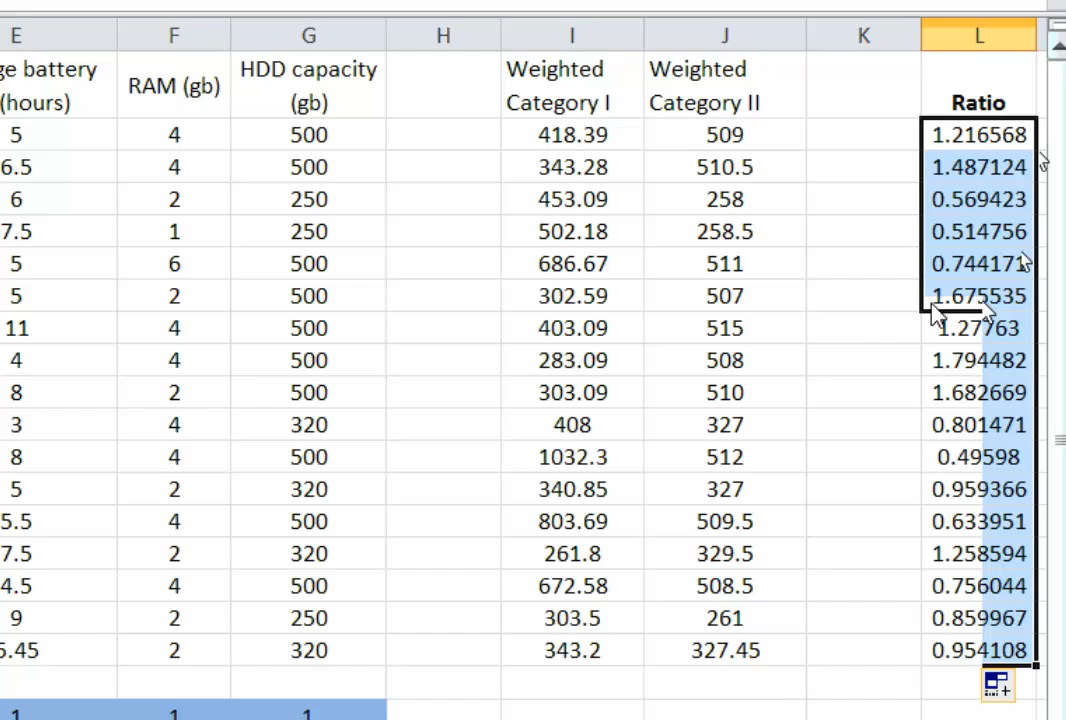 E F G H I J K L
ge battery HDD capacity Weighted Weighted
(hours) RAM (gb) (gb) Category I Category II Ratio
5 4 500 418.39 509 1.216568
6.5 4 500 343.28 510.5 1.487124
6 2 250 453.09 258 0.569423
7.5 1 250 502.18 258.5 0.514756
5 6 500 686.67 511 0.744171
5 2 500 302.59 507 1.675535
11 4 500 403.09 515 1.27763
4 4 500 283.09 508 1.794482
8 2 500 303.09 510 1.682669
3 4 320 408 327 0.801471
8 4 500 1032.3 512 0.49598
5 2 320 340.85 327 0.959366
5.5 4 500 803.69 509.5 0.633951
7.5 2 320 261.8 329.5 1.258594
4.5 4 500 672.58 508.5 0.756044
9 2 250 303.5 261 0.859967
5.45 2 320 343.2 327.45 0.954108
1 1 1